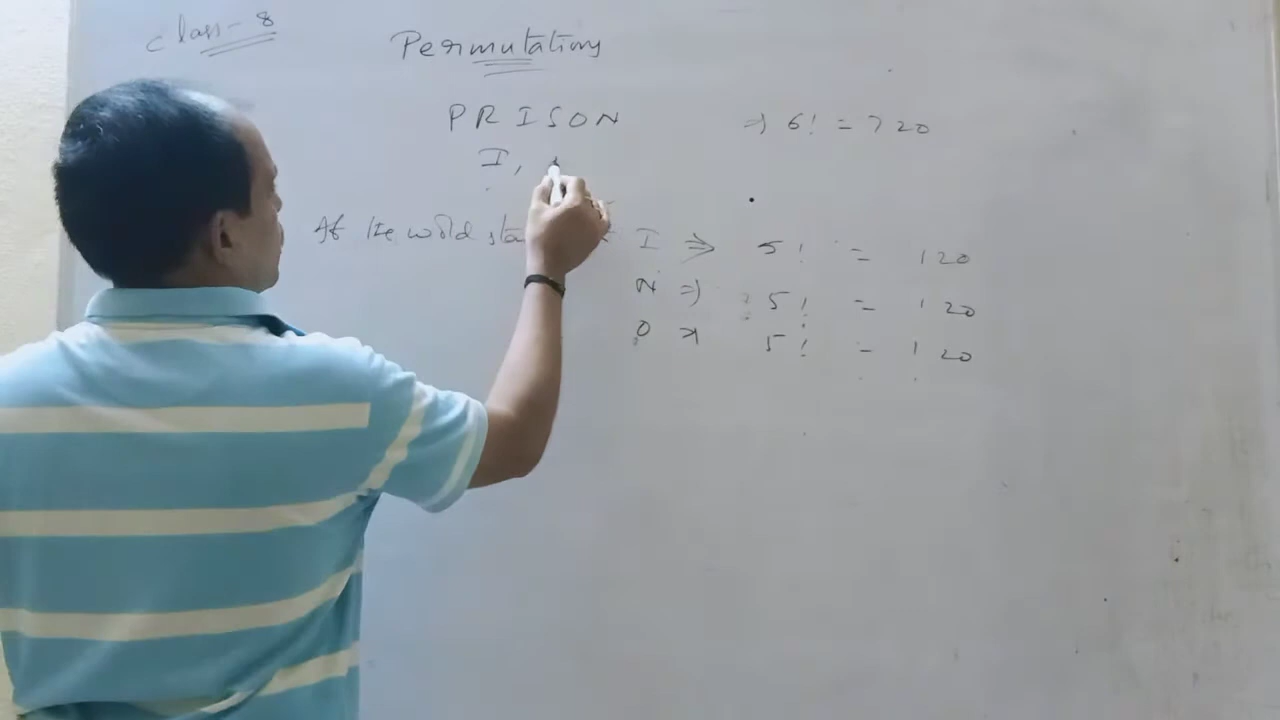 Class-8
Permutations
PRISON ⇒ 6! = 720
I,
If the word sta I ⇒ 5! = 120
N ⇒ 5! = 120
O ⇒ 5! = 120